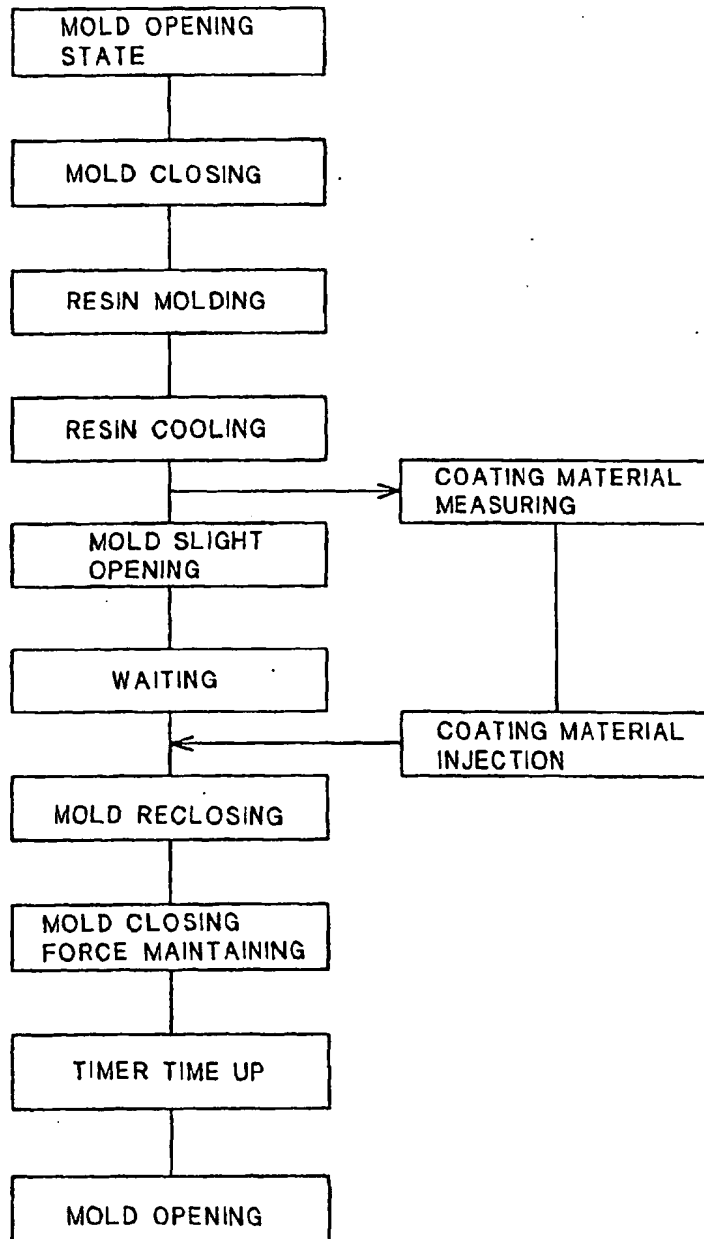 MOLD OPENING
STATE
MOLD CLOSING
RESIN MOLDING
RESIN COOLING
COATING MATERIAL
MEASURING
MOLD SLIGHT
OPENING
WAITING
COATING MATERIAL
INJECTION
MOLD RECLOSING
MOLD CLOSING
FORCE MAINTAINING
TIMER TIME UP
MOLD OPENING